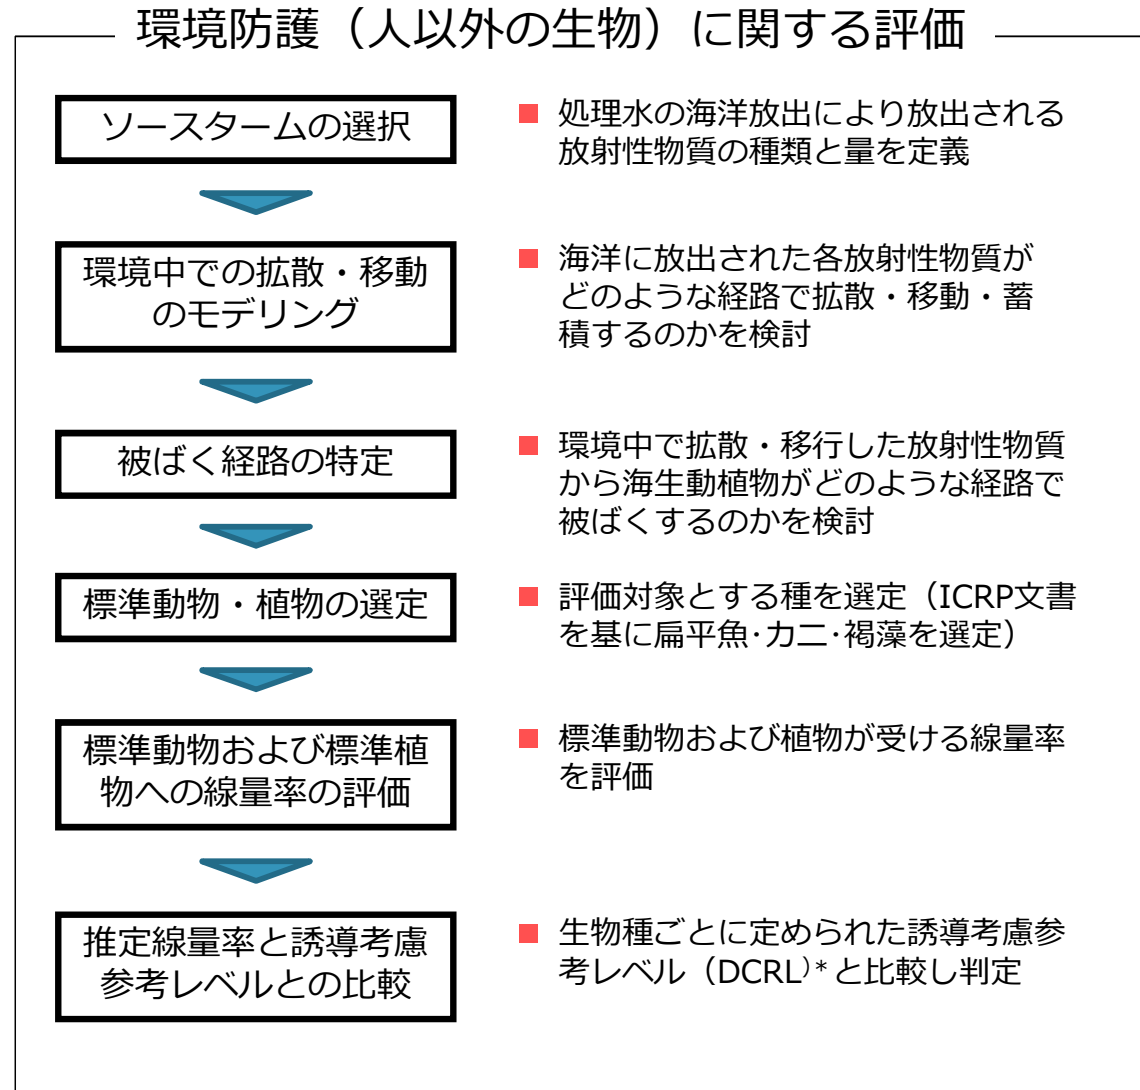 環境防護（人以外の生物）に関する評価
ソースタームの選択
■ 処理水の海洋放出により放出される
放射性物質の種類と量を定義
環境中での拡散・移動
のモデリング
■ 海洋に放出された各放射性物質が
どのような経路で拡散・移動・蓄
積するのかを検討
被ばく経路の特定
■ 環境中で拡散・移行した放射性物質
から海生動植物がどのような経路で
被ばくするのかを検討
標準動物・植物の選定
■ 評価対象とする種を選定（ICRP文書
を基に扁平魚･カニ･褐藻を選定）
標準動物および標準植
物への線量率の評価
■ 標準動物および植物が受ける線量率
を評価
推定線量率と誘導考慮
参考レベルとの比較
■ 生物種ごとに定められた誘導考慮参
考レベル（DCRL)*と比較し判定